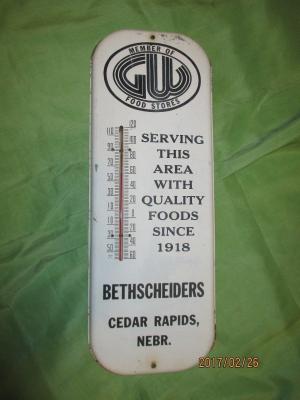 MEMBER OF
GW
FOOD STORES
SERVING
THIS
AREA
WITH
QUALITY
FOODS
SINCE
1918
BETHSCHEIDERS
CEDAR RAPIDS,
NEBR.
2017/02/25